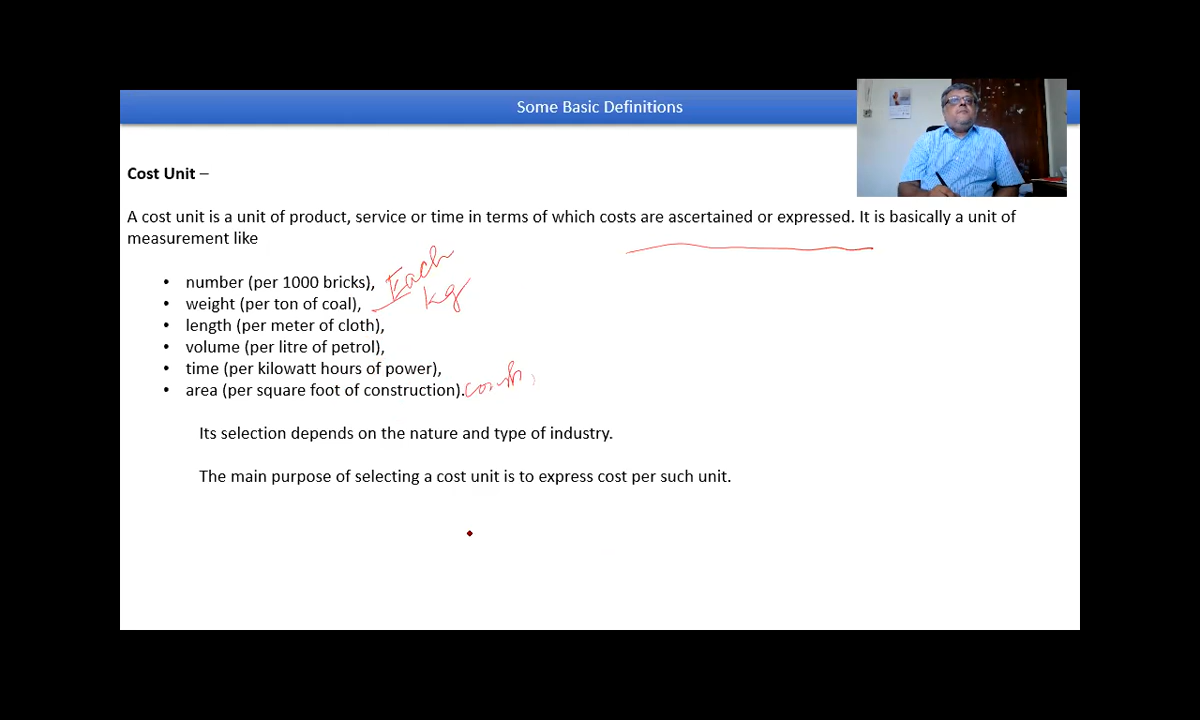 Some Basic Definitions
Cost Unit –
A cost unit is a unit of product, service or time in terms of which costs are ascertained or expressed. It is basically a unit of
measurement like
• number (per 1000 bricks), Each
• weight (per ton of coal), kg
• length (per meter of cloth),
• volume (per litre of petrol),
• time (per kilowatt hours of power),
• area (per square foot of construction).
Its selection depends on the nature and type of industry.
The main purpose of selecting a cost unit is to express cost per such unit.